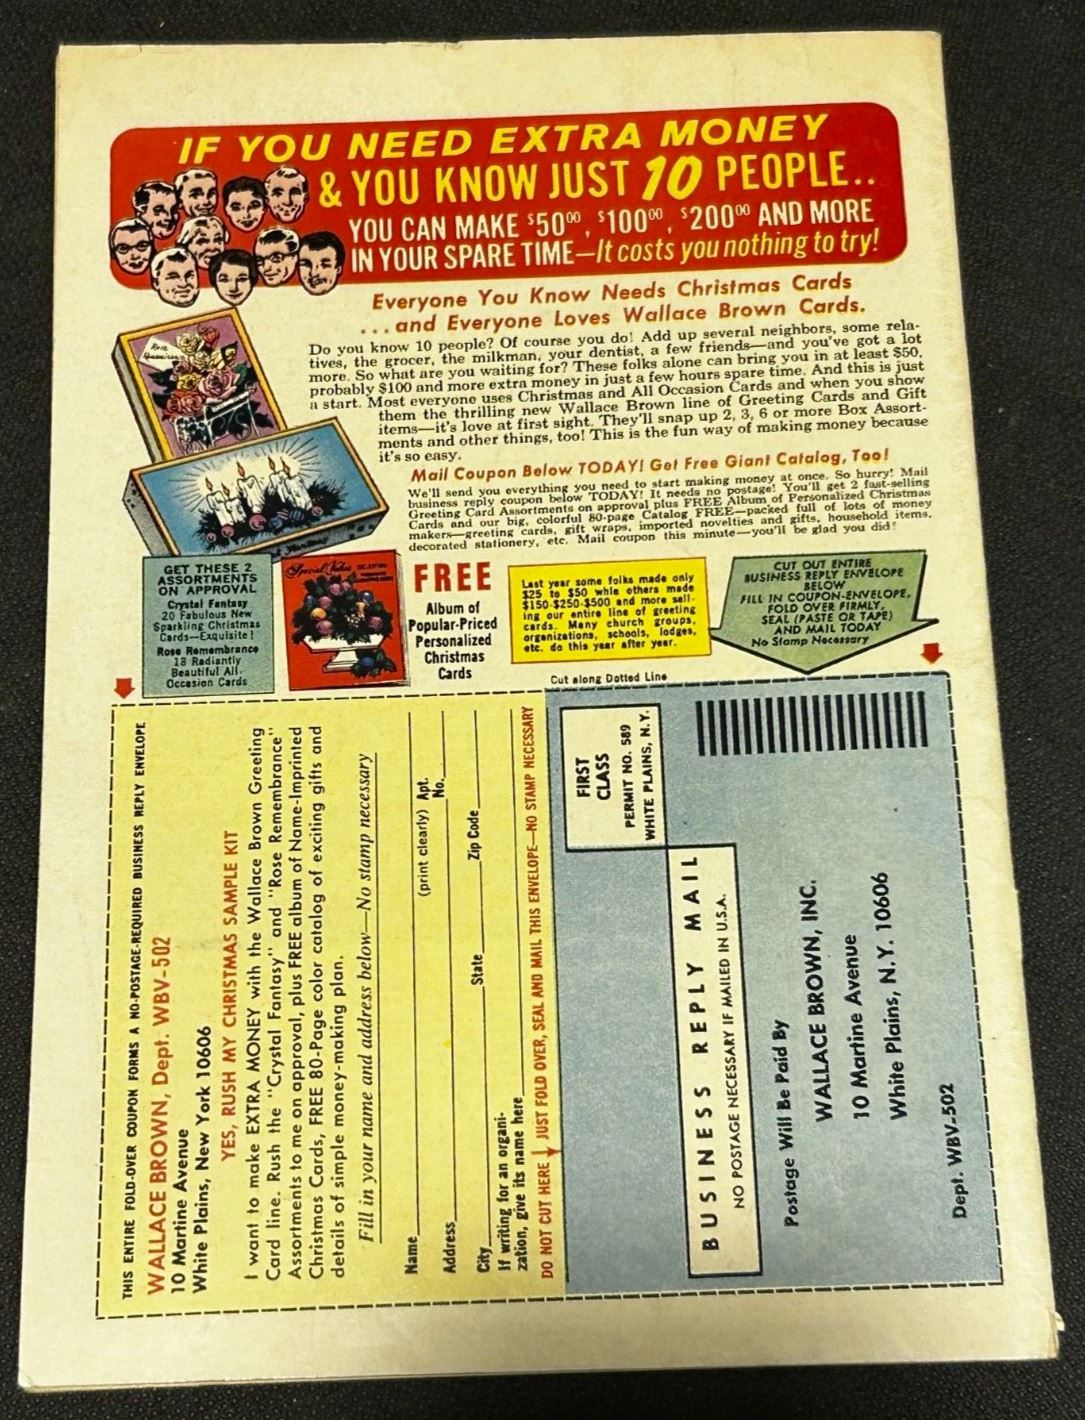 IF YOU NEED EXTRA MONEY
& YOU KNOW JUST 10 PEOPLE..
YOU CAN MAKE $50⁰⁰, $100⁰⁰, $200⁰⁰ AND MORE
IN YOUR SPARE TIME—It costs you nothing to try!
Everyone You Know Needs Christmas Cards
...and Everyone Loves Wallace Brown Cards.
Do you know 10 people? Of course you do! Add up several neighbors, some rela-
tives, the grocer, the milkman, your dentist, a few friends—and you've got a lot
more. So what are you waiting for? These folks alone can bring you in at least $50,
probably $100 and more extra money in just a few hours spare time. And this is just
a start. Most everyone uses Christmas and All Occasion Cards and when you show
them the thrilling new Wallace Brown line of Greeting Cards and Gift
items—it's love at first sight. They'll snap up 2, 3, 6 or more Box Assort-
ments and other things, too! This is the fun way of making money because
it's so easy.
Mail Coupon Below TODAY! Get Free Giant Catalog, Too!
We'll send you everything you need to start making money at once. So hurry! Mail
business reply coupon below TODAY! It needs no postage! You'll get 2 fast-selling
Greeting Card Assortments on approval plus FREE Album of Personalized Christmas
Cards and our big, colorful 80-page Catalog FREE—packed full of lots of money
makers—greeting cards, gift wraps, imported novelties and gifts, household items,
decorated stationery, etc. Mail coupon this minute—you'll be glad you did!
GET THESE 2
ASSORTMENTS
ON APPROVAL
Crystal Fantasy
20 Fabulous New
Sparkling Christmas
Cards—Exquisite!
Rose Remembrance
18 Radiantly
Beautiful All-
Occasion Cards
Special Value
FREE
Album of
Popular-Priced
Personalized
Christmas
Cards
Last year some folks made only
$25 to $50 while others made
$150-$250-$500 and more sell-
ing our entire line of greeting
cards. Many church groups,
organizations, schools, lodges,
etc. do this year after year.
CUT OUT ENTIRE
BUSINESS REPLY ENVELOPE
BELOW
FILL IN COUPON-ENVELOPE,
FOLD OVER FIRMLY,
SEAL (PASTE OR TAPE)
AND MAIL TODAY
No Stamp Necessary
Cut along Dotted Line
THIS ENTIRE FOLD-OVER COUPON FORMS A NO-POSTAGE-REQUIRED BUSINESS REPLY ENVELOPE
WALLACE BROWN, Dept. WBV-502
10 Martine Avenue
White Plains, New York 10606
YES, RUSH MY CHRISTMAS SAMPLE KIT
I want to make EXTRA MONEY with the Wallace Brown Greeting
Card line. Rush the "Crystal Fantasy" and "Rose Remembrance"
Assortments to me on approval, plus FREE album of Name-Imprinted
Christmas Cards, FREE 80-Page color catalog of exciting gifts and
details of simple money-making plan.
Fill in your name and address below—No stamp necessary
Name
(print clearly) Apt.
Address No.
City State Zip Code
If writing for an organi-
zation, give its name here
DO NOT CUT HERE JUST FOLD OVER, SEAL AND MAIL THIS ENVELOPE—NO STAMP NECESSARY
FIRST
CLASS
PERMIT NO. 589
WHITE PLAINS, N.Y.
BUSINESS REPLY MAIL
NO POSTAGE NECESSARY IF MAILED IN U.S.A.
Postage Will Be Paid By
WALLACE BROWN, INC.
10 Martine Avenue
White Plains, N.Y. 10606
Dept. WBV-502